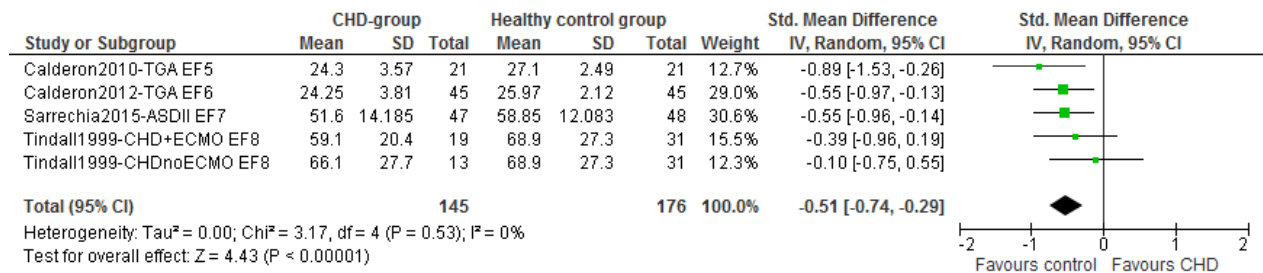 CHD-group Healthy control group Std. Mean Difference Std. Mean Difference
Study or Subgroup Mean SD Total Mean SD Total Weight IV, Random, 95% CI IV, Random, 95% CI
Calderon2010-TGA EF5 24.3 3.57 21 27.1 2.49 21 12.7% -0.89 [-1.53, -0.26]
Calderon2012-TGA EF6 24.25 3.81 45 25.97 2.12 45 29.0% -0.55 [-0.97, -0.13]
Sarrechia2015-ASDII EF7 51.6 14.185 47 58.85 12.083 48 30.6% -0.55 [-0.96, -0.14]
Tindall1999-CHD+ECMO EF8 59.1 20.4 19 68.9 27.3 31 15.5% -0.39 [-0.96, 0.19]
Tindall1999-CHDnoECMO EF8 66.1 27.7 13 68.9 27.3 31 12.3% -0.10 [-0.75, 0.55]
Total (95% CI) 145 176 100.0% -0.51 [-0.74, -0.29]
Heterogeneity: Tau² = 0.00; Chi² = 3.17, df = 4 (P = 0.53); I² = 0%
Test for overall effect: Z = 4.43 (P < 0.00001)
-2 -1 0 1 2
Favours control Favours CHD